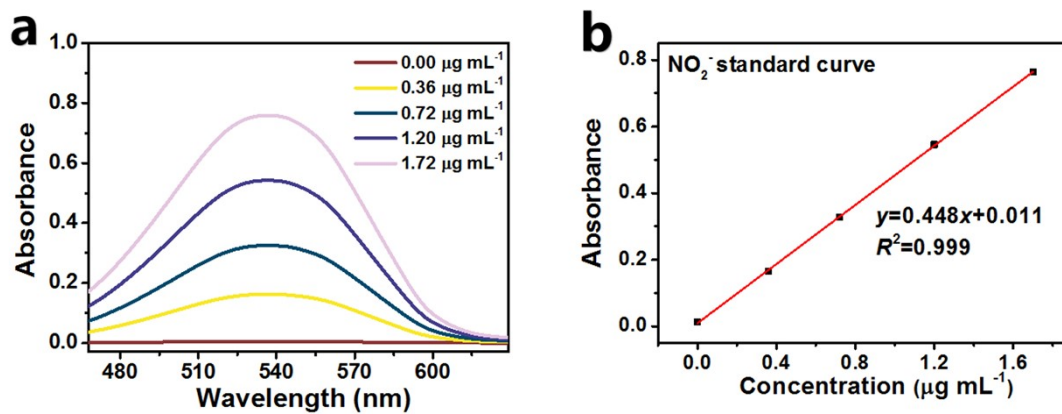 a
Absorbance
1.0
0.8
0.6
0.4
0.2
0.0
480 510 540 570 600
Wavelength (nm)
0.00 μg mL⁻¹
0.36 μg mL⁻¹
0.72 μg mL⁻¹
1.20 μg mL⁻¹
1.72 μg mL⁻¹
b
Absorbance
0.8
0.6
0.4
0.2
0.0
0.0 0.4 0.8 1.2 1.6
Concentration (μg mL⁻¹)
NO₂⁻ standard curve
y=0.448x+0.011
R²=0.999